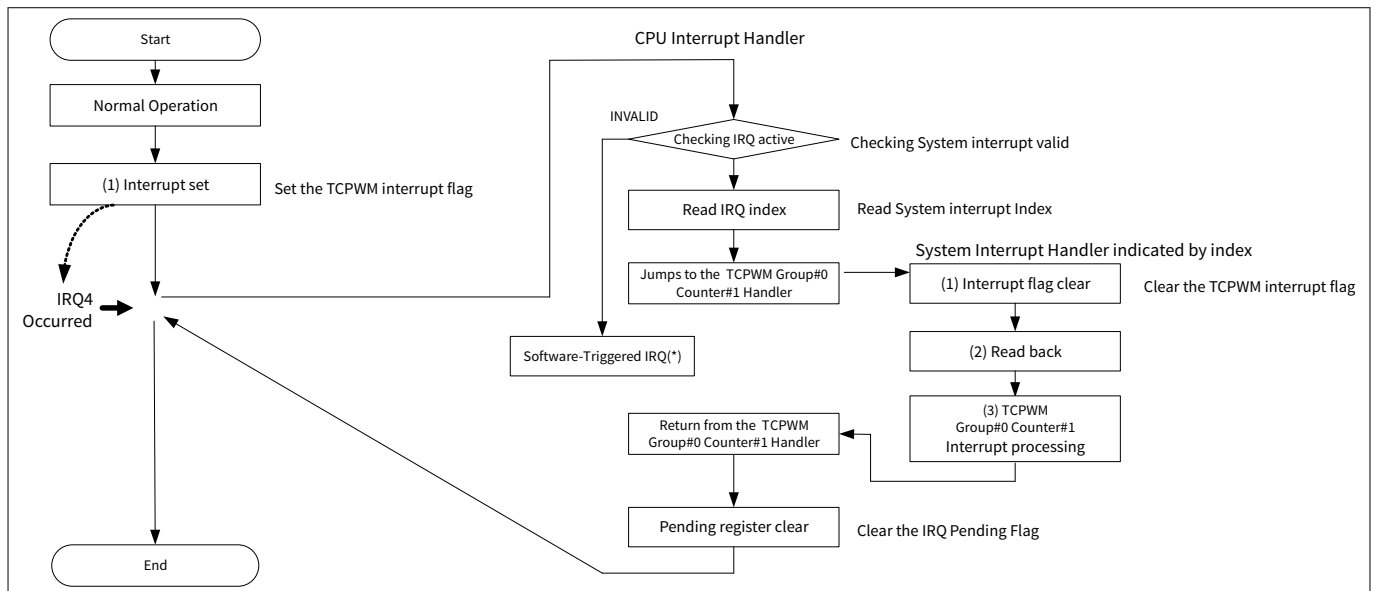 Start
Normal Operation
(1) Interrupt set
Set the TCPWM interrupt flag
IRQ4
Occurred
End
CPU Interrupt Handler
INVALID
Checking IRQ active
Checking System interrupt valid
Read IRQ index
Read System interrupt Index
Jumps to the TCPWM Group#0
Counter#1 Handler
Software-Triggered IRQ(*)
System Interrupt Handler indicated by index
(1) Interrupt flag clear
Clear the TCPWM interrupt flag
(2) Read back
(3) TCPWM
Group#0 Counter#1
Interrupt processing
Return from the TCPWM
Group#0 Counter#1 Handler
Pending register clear
Clear the IRQ Pending Flag